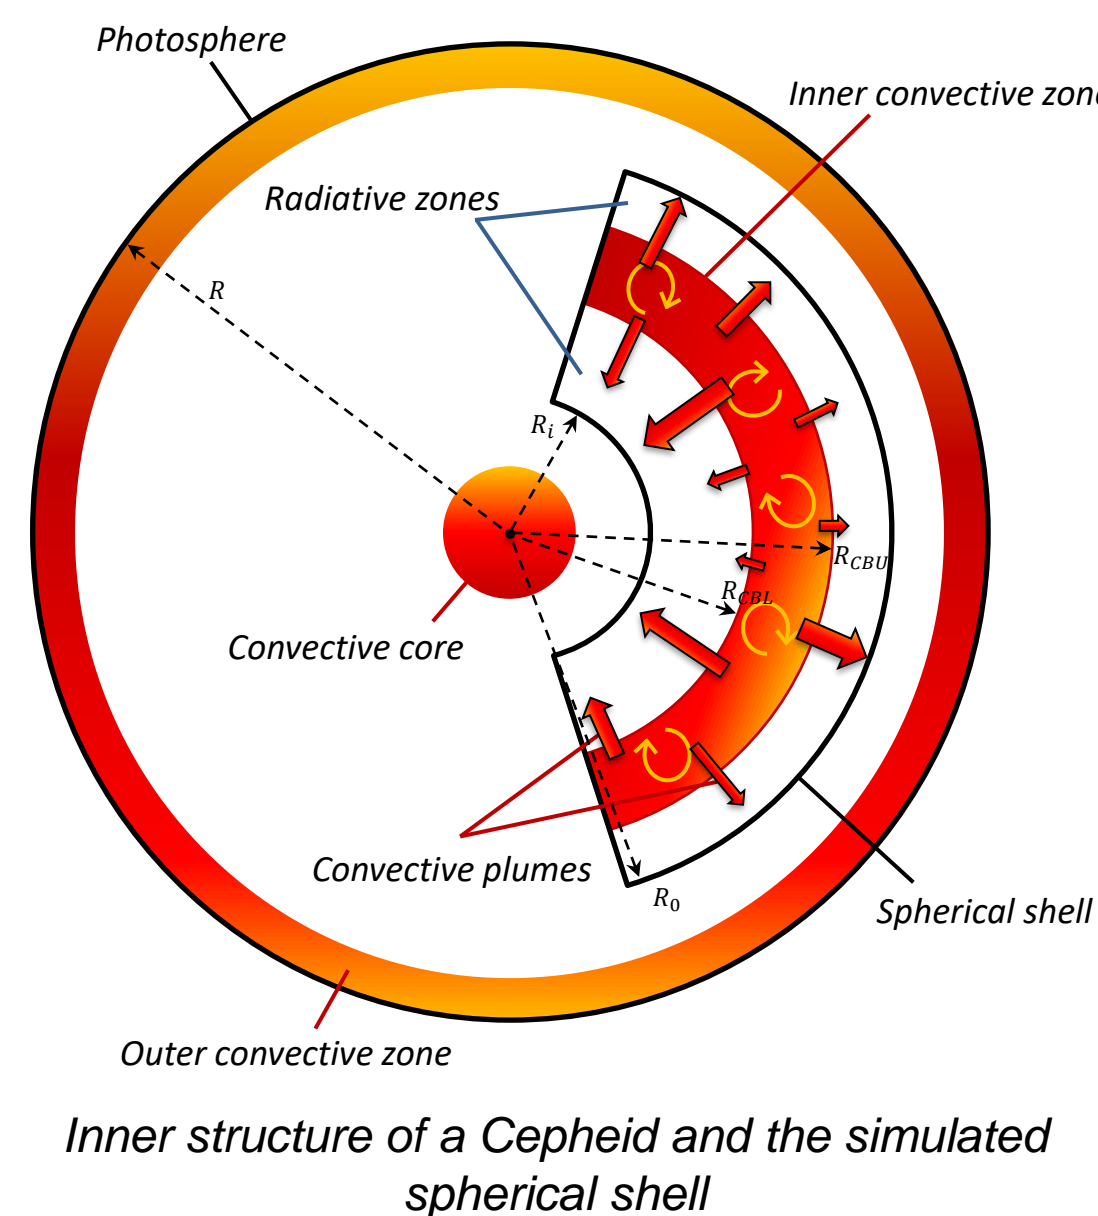 Photosphere
Inner convective zone
Radiative zones
R
R_i
R_CBU
R_CBL
Convective core
Convective plumes
R_0
Spherical shell
Outer convective zone
Inner structure of a Cepheid and the simulated
spherical shell